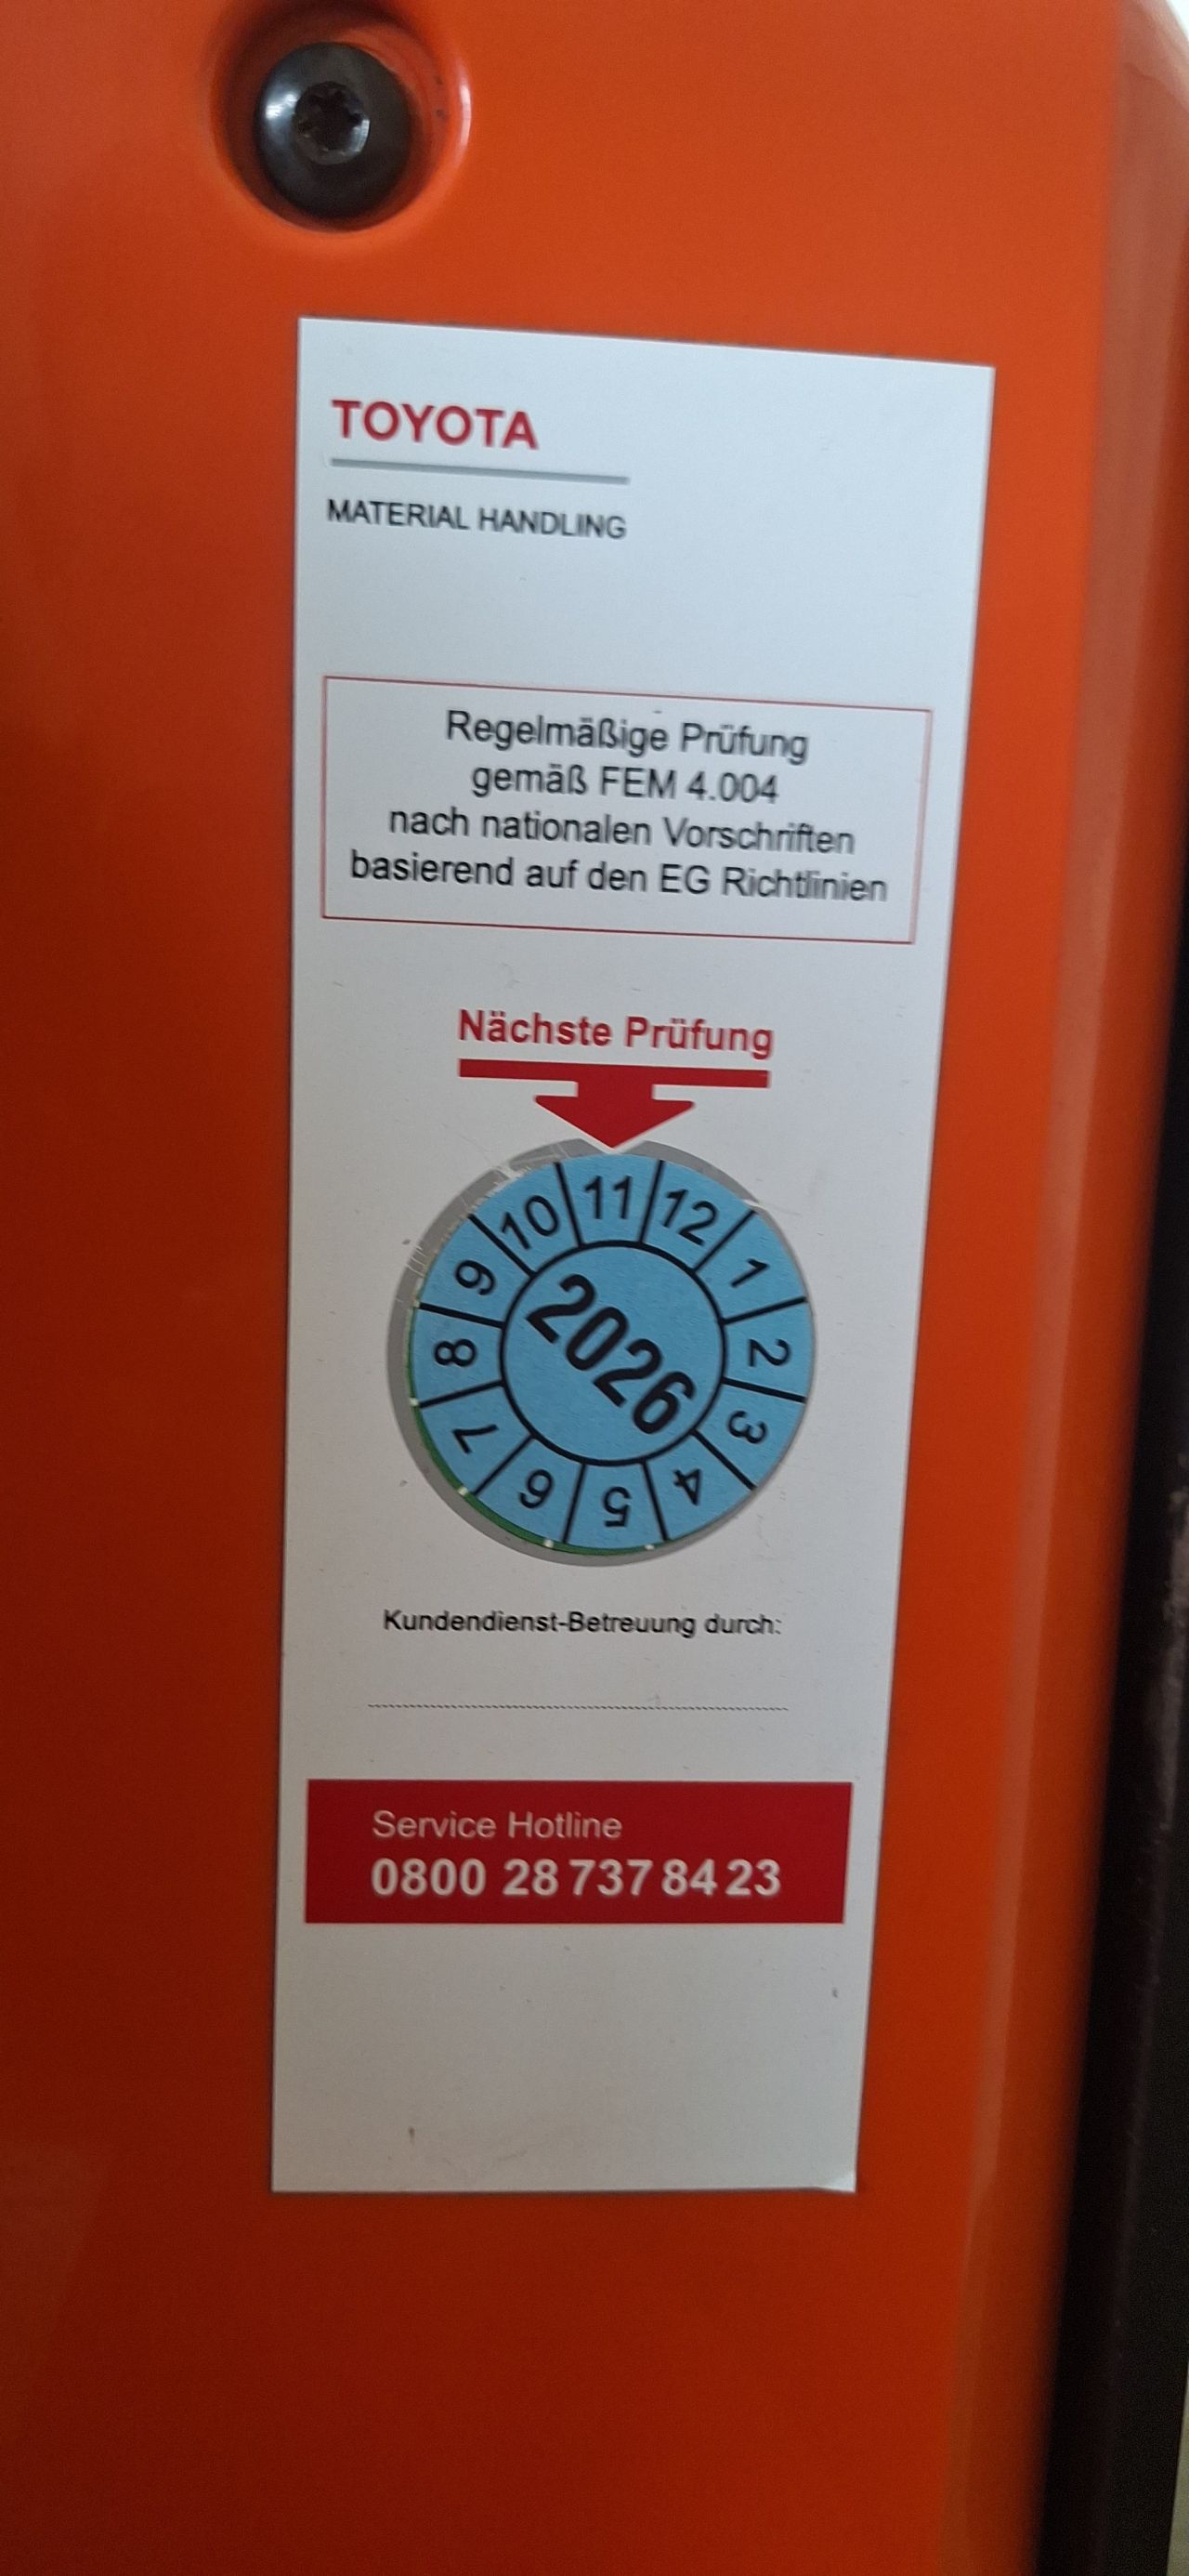 TOYOTA
MATERIAL HANDLING
Regelmäßige Prüfung
gemäß FEM 4.004
nach nationalen Vorschriften
basierend auf den EG Richtlinien
Nächste Prüfung
11
12
1
2
3
4
5
6
7
8
9
10
2026
Kundendienst-Betreuung durch:
Service Hotline
0800 28 737 84 23